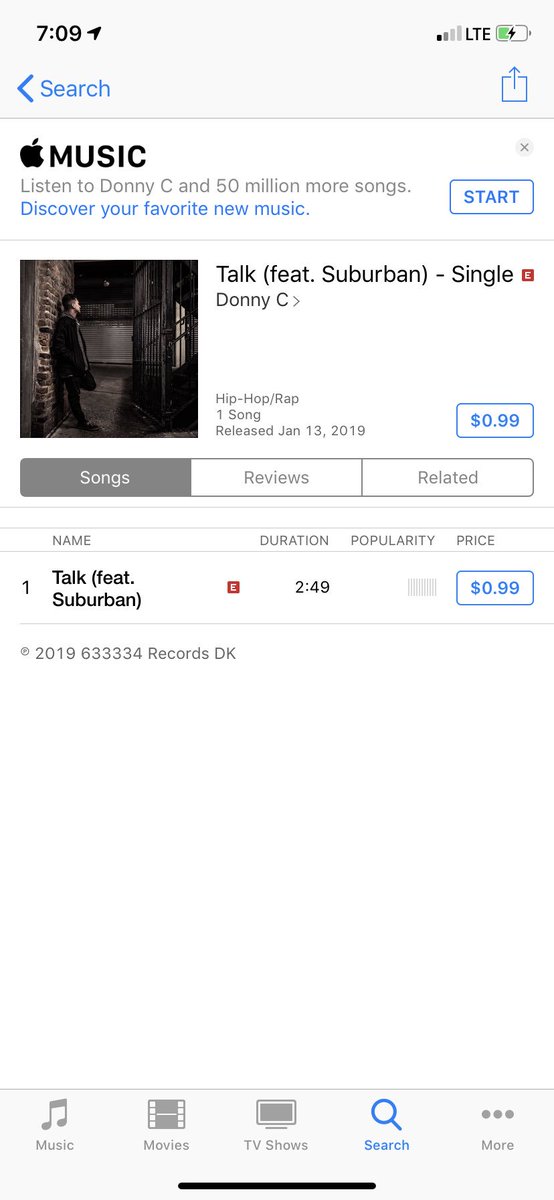 7:09
LTE
Search
MUSIC
Listen to Donny C and 50 million more songs.
Discover your favorite new music.
START
Talk (feat. Suburban) - Single E
Donny C
Hip-Hop/Rap
1 Song
Released Jan 13, 2019
$0.99
Songs Reviews Related
NAME DURATION POPULARITY PRICE
1 Talk (feat. Suburban) E 2:49 $0.99
℗ 2019 633334 Records DK
Music Movies TV Shows Search More